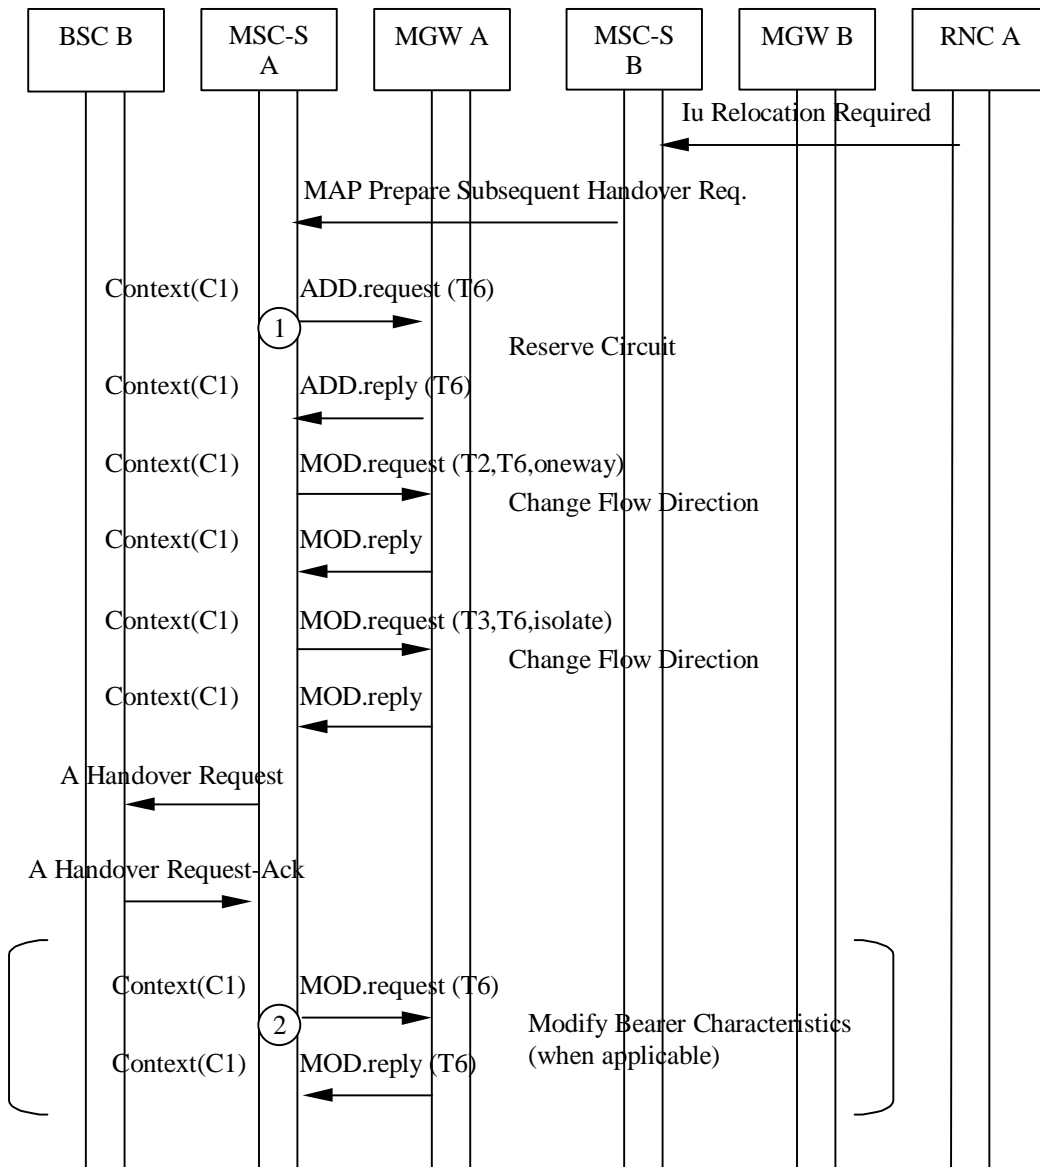 BSC B
MSC-S
A
MGW A
MSC-S
B
MGW B
RNC A
Iu Relocation Required
MAP Prepare Subsequent Handover Req.
Context(C1)
ADD.request (T6)
1
Reserve Circuit
Context(C1)
ADD.reply (T6)
Context(C1)
MOD.request (T2,T6,oneway)
Change Flow Direction
Context(C1)
MOD.reply
Context(C1)
MOD.request (T3,T6,isolate)
Change Flow Direction
Context(C1)
MOD.reply
A Handover Request
A Handover Request-Ack
Context(C1)
MOD.request (T6)
2
Modify Bearer Characteristics
(when applicable)
Context(C1)
MOD.reply (T6)